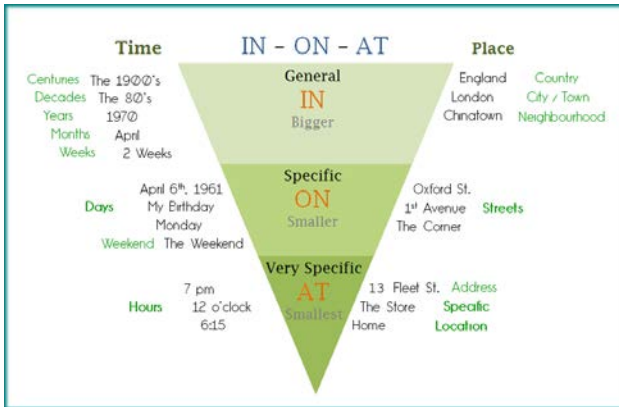 Time IN - ON - AT Place
General
IN
Bigger
Centuries The 1900's
Decades The 80's
Years 1970
Months April
Weeks 2 Weeks
England Country
London City / Town
Chinatown Neighbourhood
Specific
ON
Smaller
April 6th, 1961
Days My Birthday
Monday
Weekend The Weekend
Oxford St.
1st Avenue Streets
The Corner
Very Specific
AT
Smallest
7 pm
Hours 12 o'clock
6:15
13 Fleet St. Address
The Store Specific
Home Location